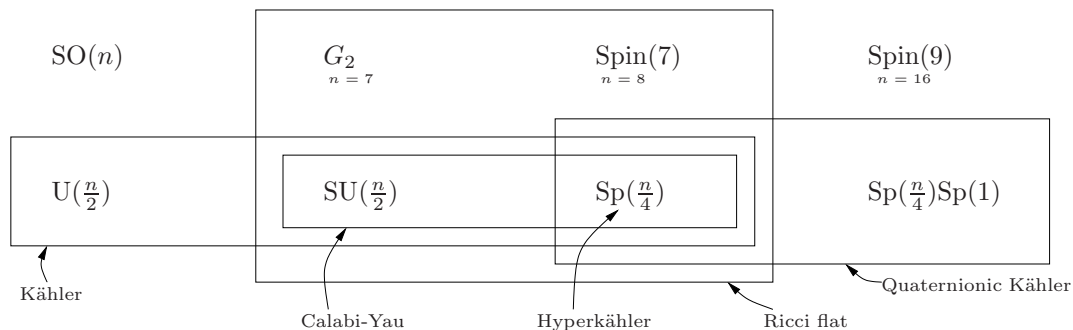 SO(n) G₂ Spin(7) Spin(9)
n = 7 n = 8 n = 16
U(n/2) SU(n/2) Sp(n/4) Sp(n/4)Sp(1)
Kähler Calabi-Yau Hyperkähler Ricci flat Quaternionic Kähler